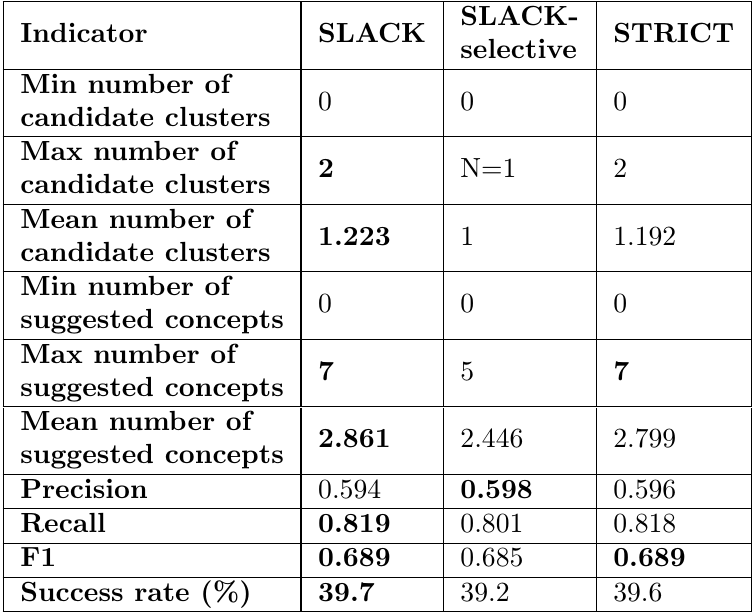 Indicator SLACK SLACK- STRICT
selective
Min number of
candidate clusters 0 0 0
Max number of
candidate clusters 2 N=1 2
Mean number of
candidate clusters 1.223 1 1.192
Min number of
suggested concepts 0 0 0
Max number of
suggested concepts 7 5 7
Mean number of
suggested concepts 2.861 2.446 2.799
Precision 0.594 0.598 0.596
Recall 0.819 0.801 0.818
F1 0.689 0.685 0.689
Success rate (%) 39.7 39.2 39.6